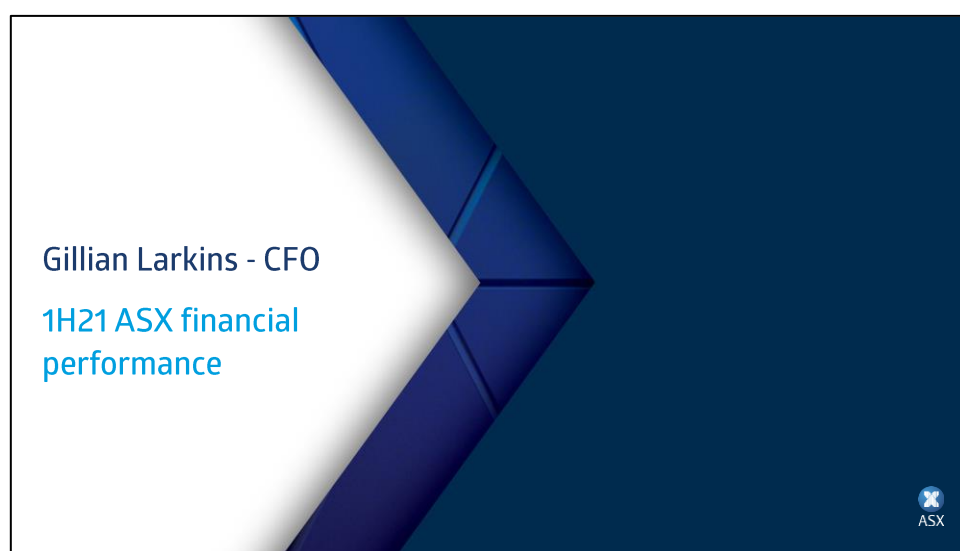 Gillian Larkins - CFO
1H21 ASX financial
performance
ASX